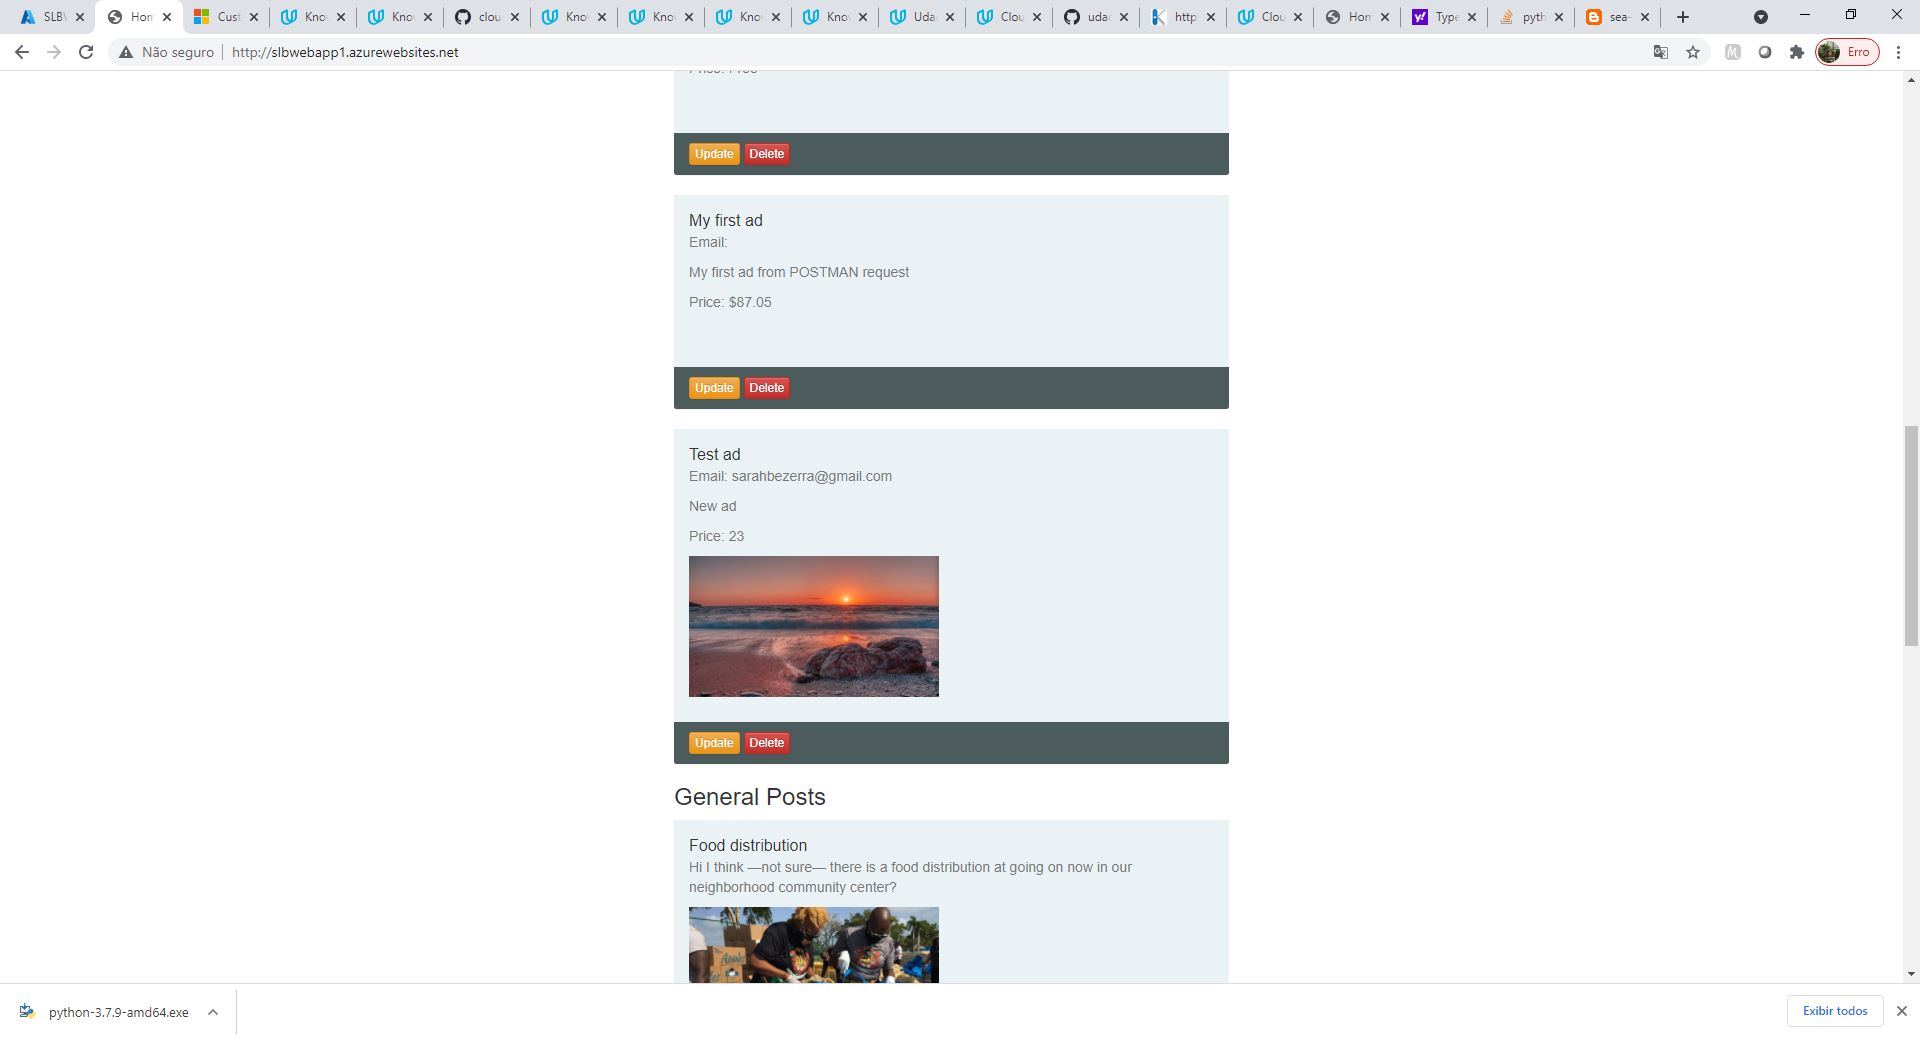 SLB
Hon
Cust
Kno
Kno
clou
Kno
Kno
Kno
Kno
Uda
Clou
udac
http
Clou
Hon
Type
pyth
sea-
Não seguro
http://slbwebapp1.azurewebsites.net
Erro
Update Delete
My first ad
Email:
My first ad from POSTMAN request
Price: $87.05
Update Delete
Test ad
Email: sarahbezerra@gmail.com
New ad
Price: 23
Update Delete
General Posts
Food distribution
Hi I think —not sure— there is a food distribution at going on now in our
neighborhood community center?
Apples
python-3.7.9-amd64.exe
Exibir todos